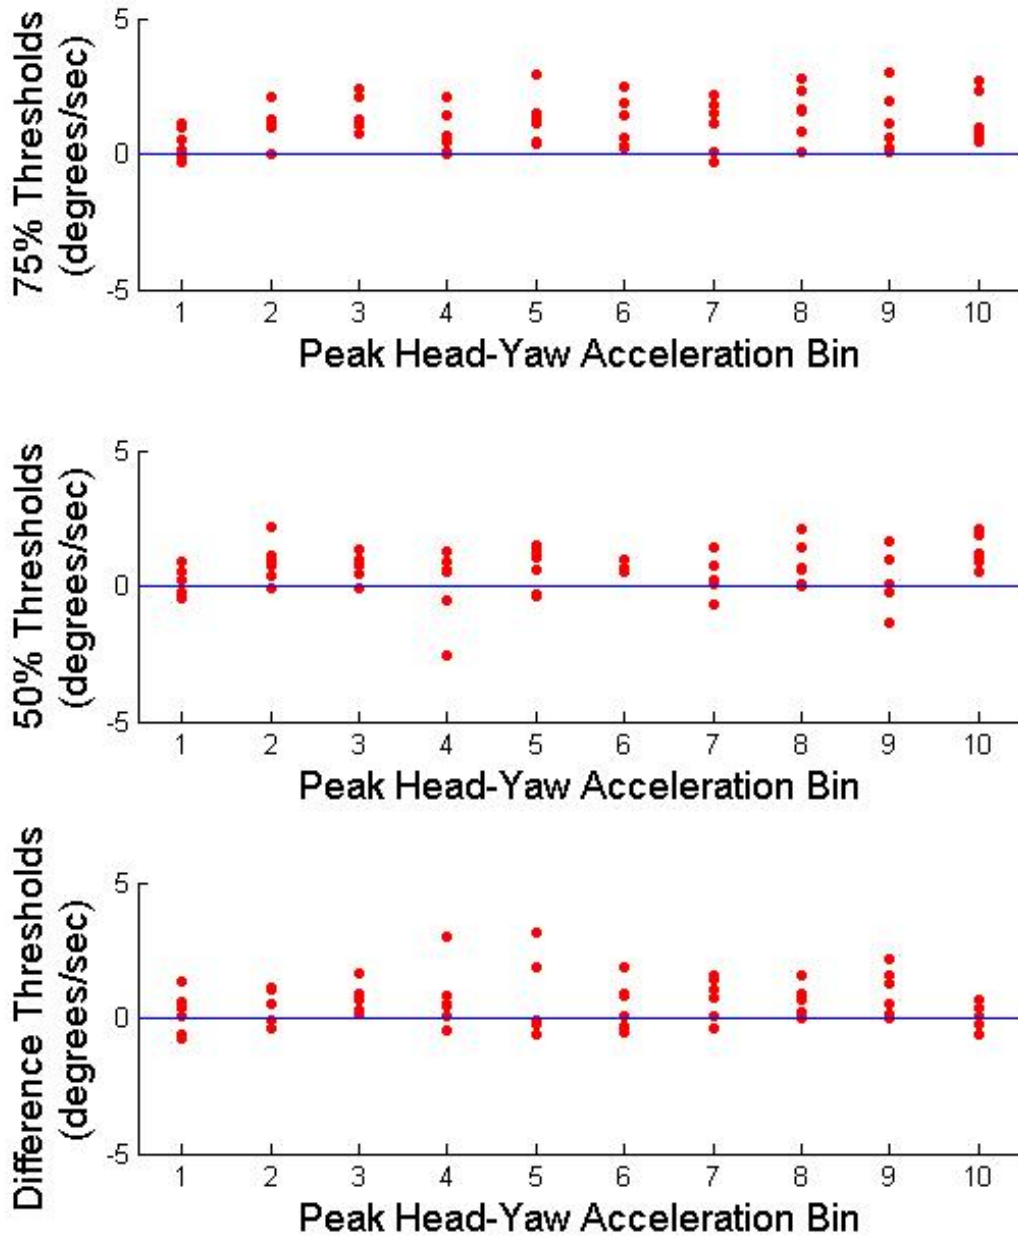 75% Thresholds
(degrees/sec)
5
0
-5
1 2 3 4 5 6 7 8 9 10
Peak Head-Yaw Acceleration Bin
50% Thresholds
(degrees/sec)
5
0
-5
1 2 3 4 5 6 7 8 9 10
Peak Head-Yaw Acceleration Bin
Difference Thresholds
(degrees/sec)
5
0
-5
1 2 3 4 5 6 7 8 9 10
Peak Head-Yaw Acceleration Bin